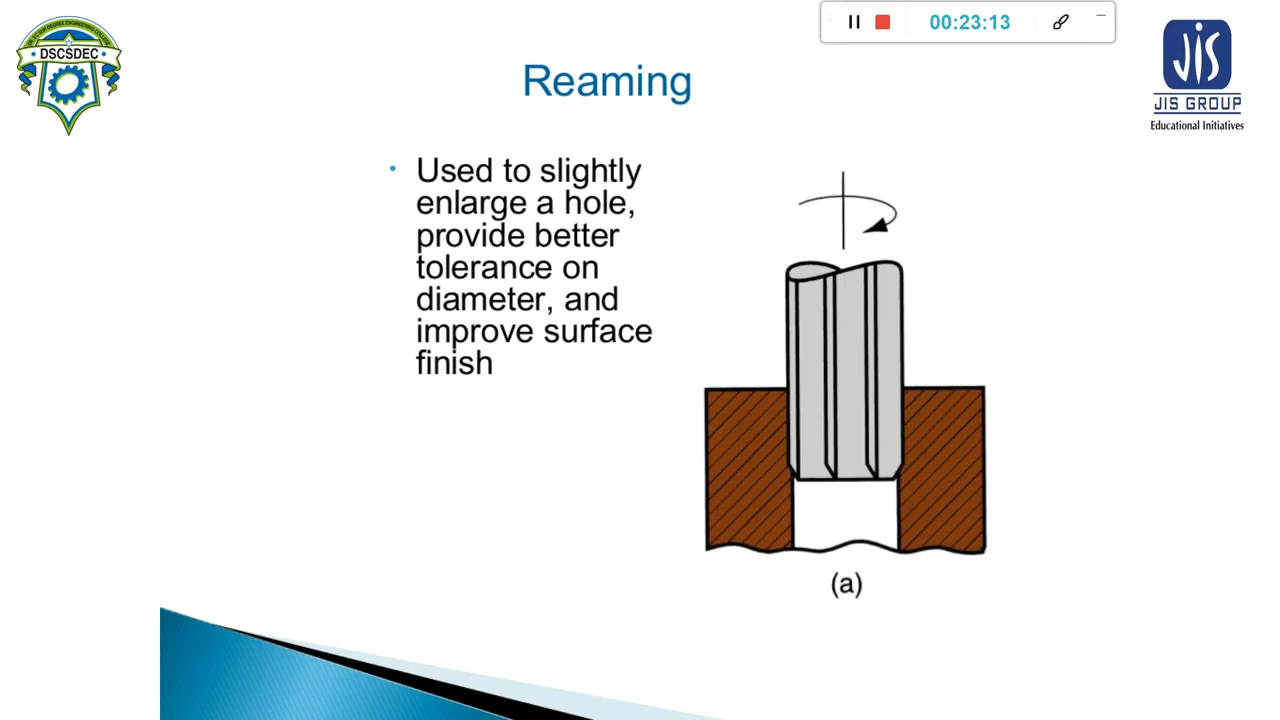 00:23:13
DSCSDEC
JIS
JIS GROUP
Educational Initiatives
Reaming
• Used to slightly
enlarge a hole,
provide better
tolerance on
diameter, and
improve surface
finish
(a)